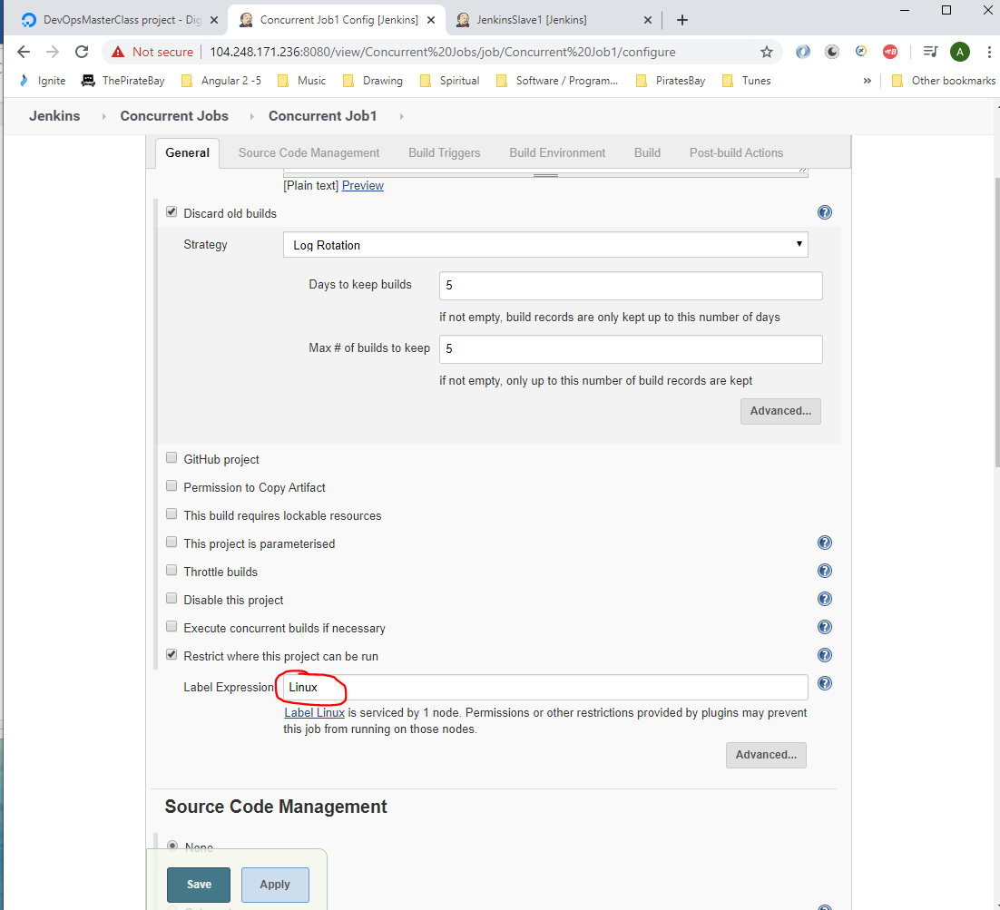 DevOpsMasterClass project - Dig
Concurrent Job1 Config [Jenkins]
JenkinsSlave1 [Jenkins]
Not secure
104.248.171.236:8080/view/Concurrent%20Jobs/job/Concurrent%20Job1/configure
A
Ignite
ThePirateBay
Angular 2 -5
Music
Drawing
Spiritual
Software / Program...
PiratesBay
Tunes
»
Other bookmarks
Jenkins
Concurrent Jobs
Concurrent Job1
General
Source Code Management
Build Triggers
Build Environment
Build
Post-build Actions
[Plain text] Preview
Discard old builds
Strategy
Log Rotation
Days to keep builds
5
if not empty, build records are only kept up to this number of days
Max # of builds to keep
5
if not empty, only up to this number of build records are kept
Advanced...
GitHub project
Permission to Copy Artifact
This build requires lockable resources
This project is parameterised
Throttle builds
Disable this project
Execute concurrent builds if necessary
Restrict where this project can be run
Label Expression
Linux
Label Linux is serviced by 1 node. Permissions or other restrictions provided by plugins may prevent
this job from running on those nodes.
Advanced...
Source Code Management
None
Save
Apply